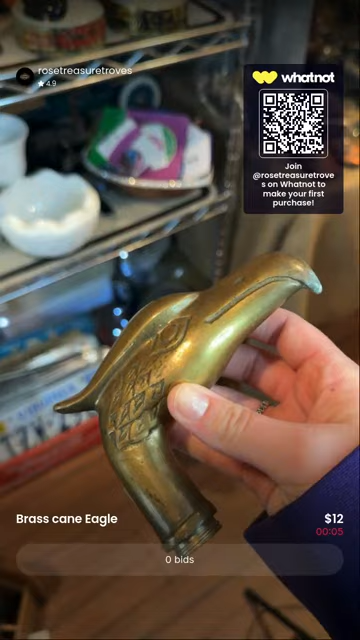 rosetreasuretroves
★ 4.9
whatnot
Join
@rosetreasuretrove
s on Whatnot to
make your first
purchase!
Brass cane Eagle
$12
00:05
0 bids